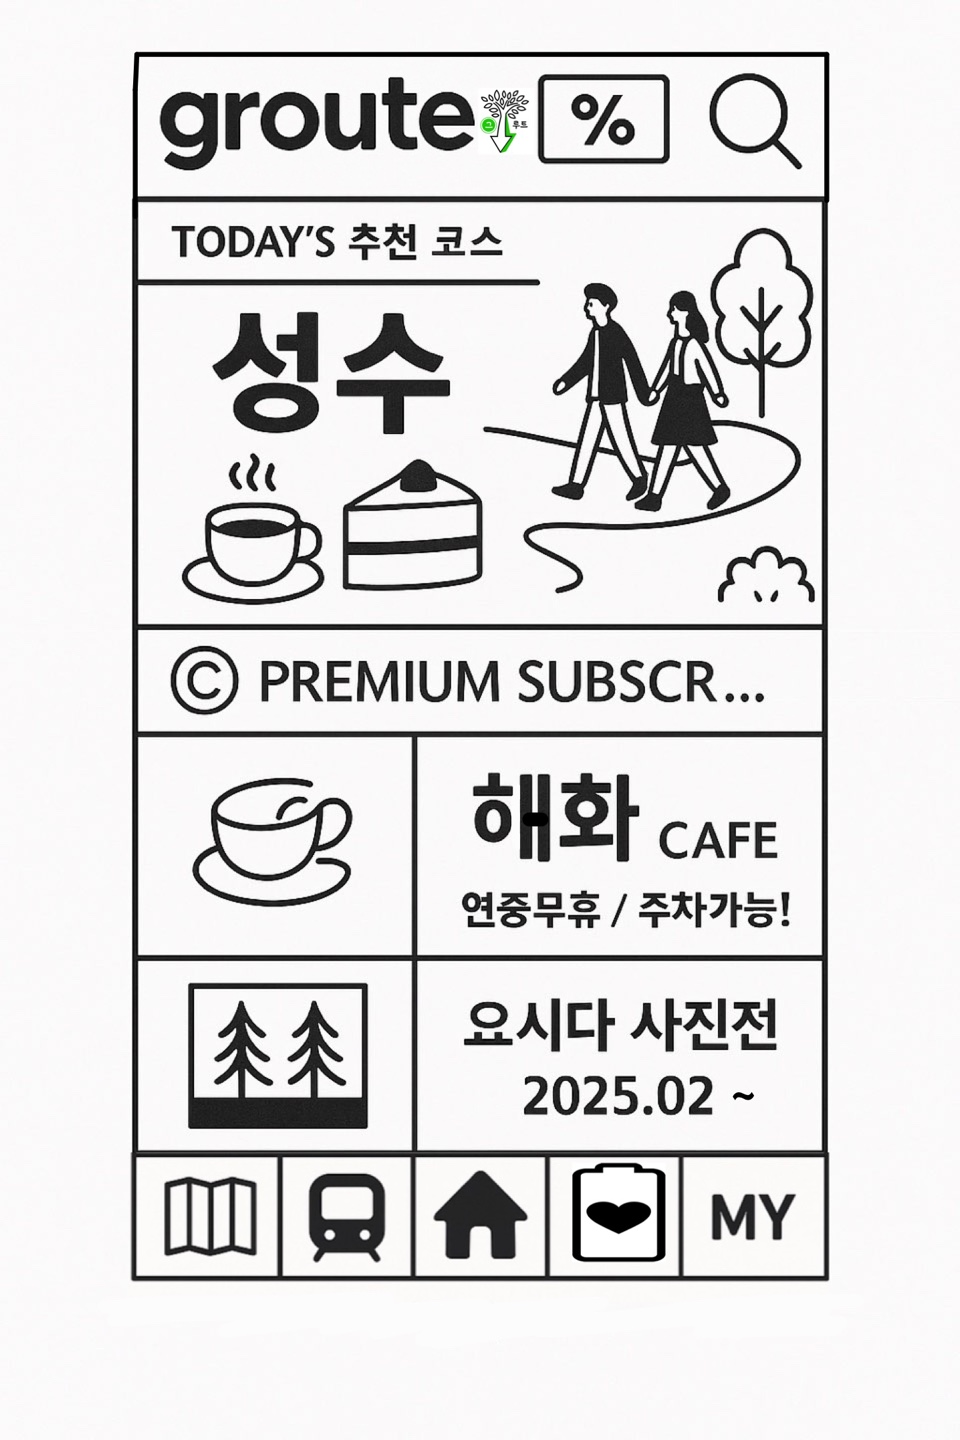 groute
그 루트
%
TODAY'S 추천 코스
성수
© PREMIUM SUBSCR...
해화 CAFE
연중무휴 / 주차가능!
요시다 사진전
2025.02 ~
MY